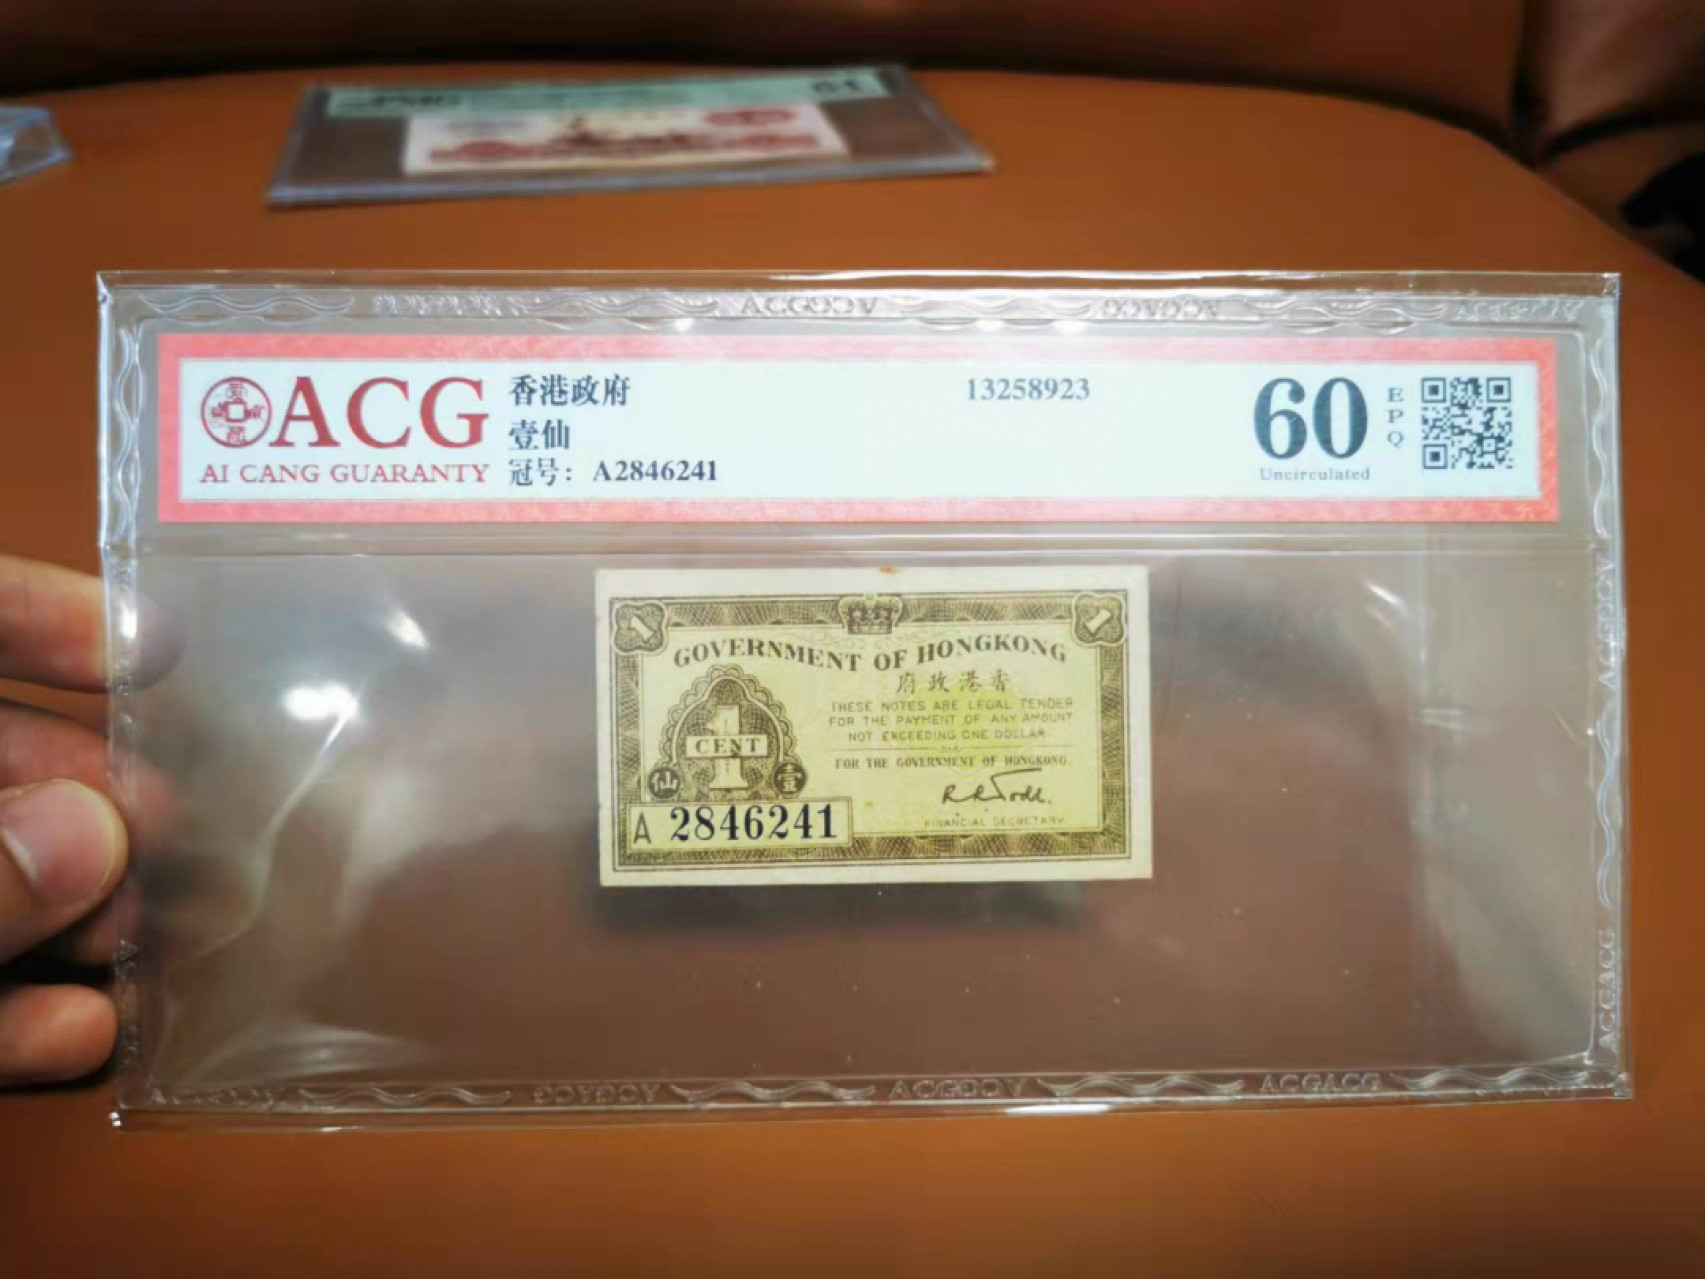 ACG
AI CANG GUARANTY
香港政府
壹仙
冠号：A2846241
13258923
60
Uncirculated
EPQ
1
1
GOVERNMENT OF HONGKONG
府政港香
THESE NOTES ARE LEGAL TENDER
FOR THE PAYMENT OF ANY AMOUNT
NOT EXCEEDING ONE DOLLAR
FOR THE GOVERNMENT OF HONGKONG
1
CENT
仙 壹
A 2846241
FINANCIAL SECRETARY